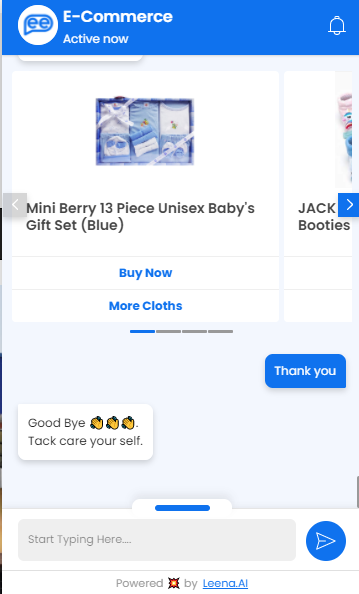 E-Commerce
Active now
Mini Berry 13 Piece Unisex Baby's
Gift Set (Blue)
JACK
Booties
Buy Now
More Cloths
Thank you
Good Bye 👏👏👏.
Tack care your self.
Start Typing Here....
Powered 💥 by Leena.AI